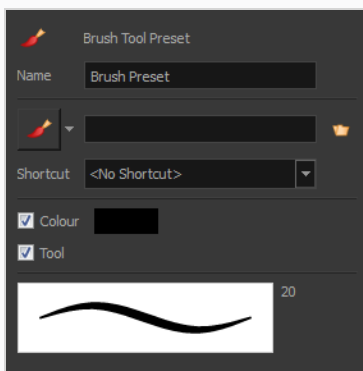 Brush Tool Preset
Name Brush Preset
Shortcut <No Shortcut>
Colour
Tool
20